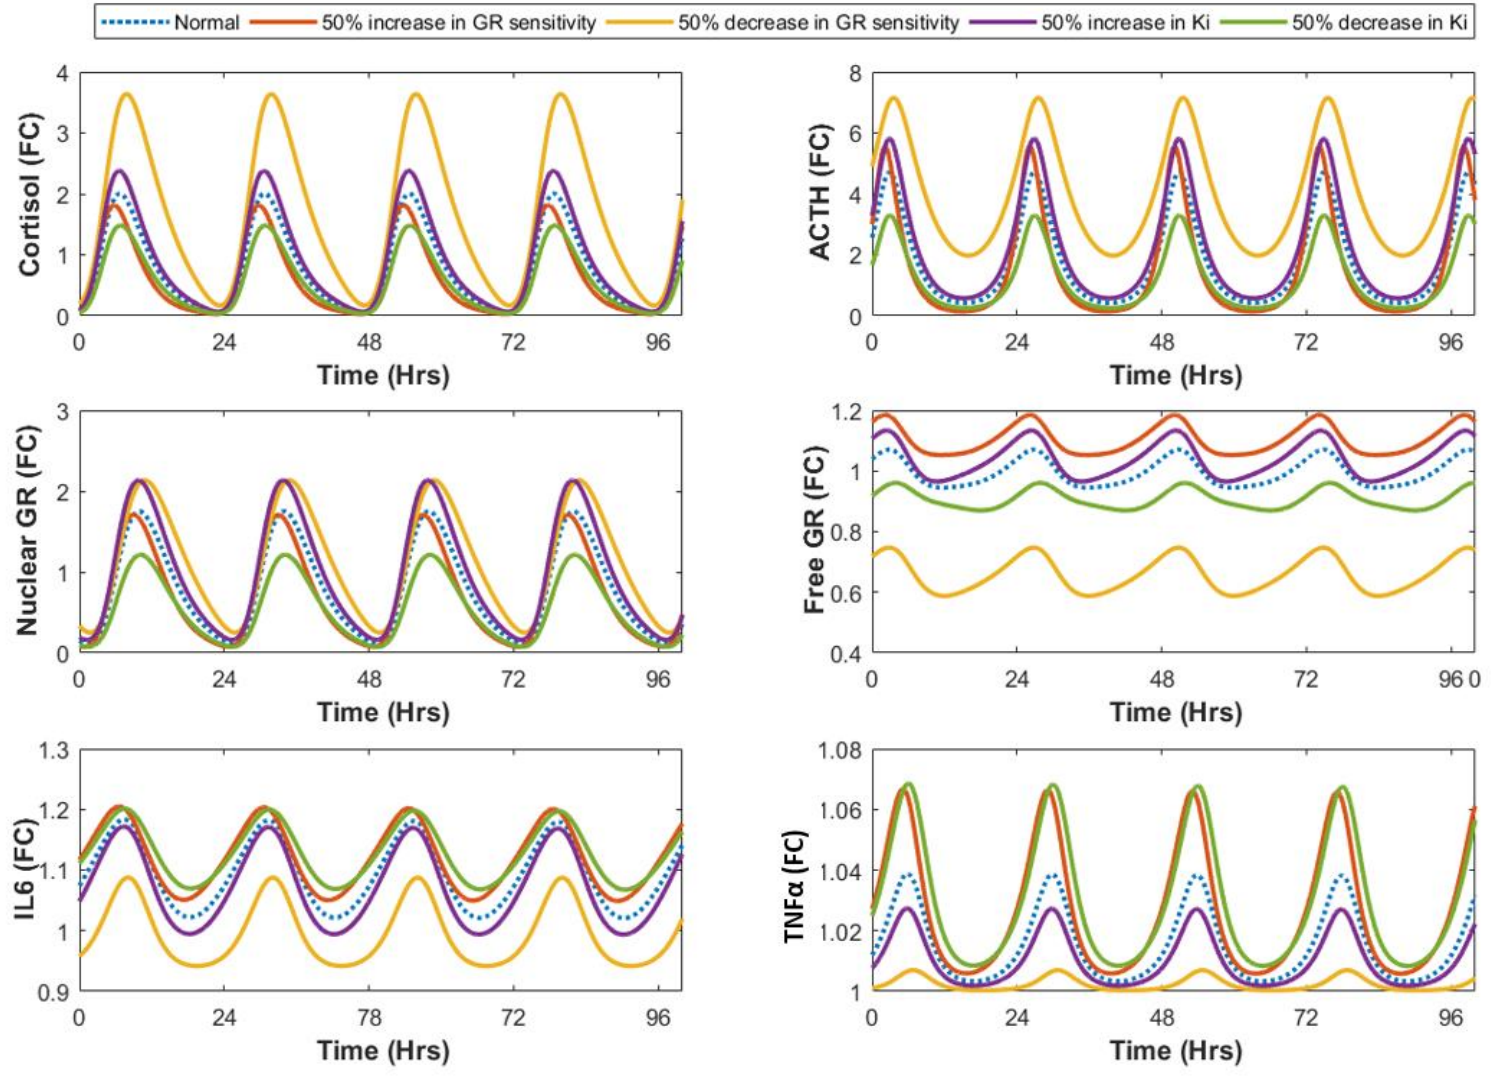 Normal 50% increase in GR sensitivity 50% decrease in GR sensitivity 50% increase in Ki 50% decrease in Ki
Cortisol (FC)
4
3
2
1
0
0 24 48 72 96
Time (Hrs)
ACTH (FC)
8
6
4
2
0
0 24 48 72 96
Time (Hrs)
Nuclear GR (FC)
3
2
1
0
0 24 48 72 96
Time (Hrs)
Free GR (FC)
1.2
1
0.8
0.6
0.4
0 24 48 72 96 0
Time (Hrs)
IL6 (FC)
1.3
1.2
1.1
1
0.9
0 24 78 72 96
Time (Hrs)
TNFα (FC)
1.08
1.06
1.04
1.02
1
0 24 48 72 96
Time (Hrs)